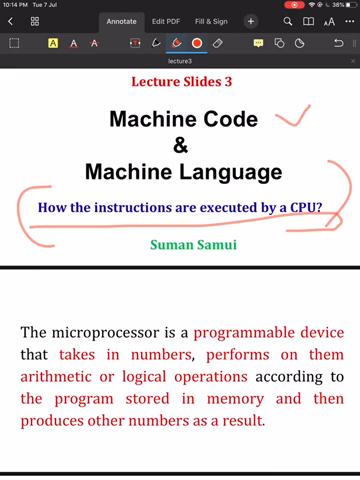 10:14 PM Tue 7 Jul
Annotate Edit PDF Fill & Sign
lecture3
Lecture Slides 3
Machine Code
&
Machine Language
How the instructions are executed by a CPU?
Suman Samui
The microprocessor is a programmable device
that takes in numbers, performs on them
arithmetic or logical operations according to
the program stored in memory and then
produces other numbers as a result.